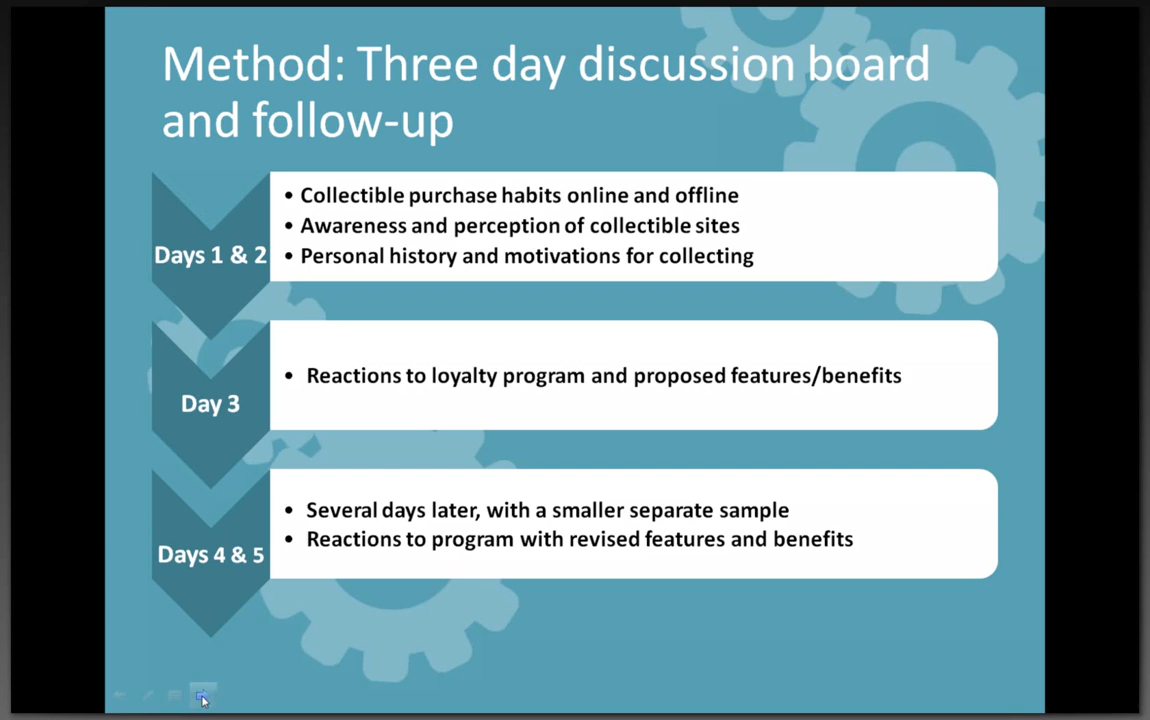 Method: Three day discussion board
and follow-up
Days 1 & 2
• Collectible purchase habits online and offline
• Awareness and perception of collectible sites
• Personal history and motivations for collecting
Day 3
• Reactions to loyalty program and proposed features/benefits
Days 4 & 5
• Several days later, with a smaller separate sample
• Reactions to program with revised features and benefits